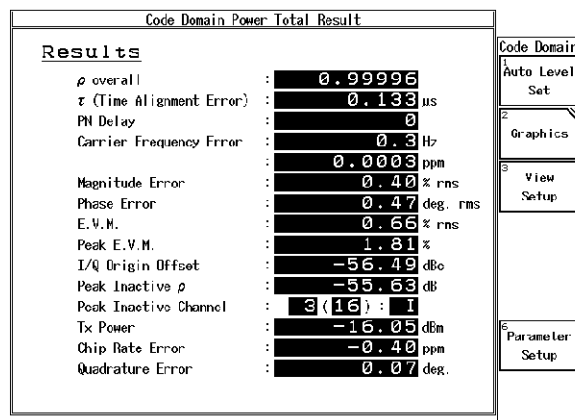 Code Domain Power Total Result
Results
ρ overall : 0.99996
τ (Time Alignment Error) : 0.133 μs
PN Delay : 0
Carrier Frequency Error : 0.3 Hz
: 0.0003 ppm
Magnitude Error : 0.40 % rms
Phase Error : 0.47 deg. rms
E.V.M. : 0.66 % rms
Peak E.V.M. : 1.81 %
I/Q Origin Offset : -56.49 dBc
Peak Inactive ρ : -55.63 dB
Peak Inactive Channel : 3 (16) : I
Tx Power : -16.05 dBm
Chip Rate Error : -0.40 ppm
Quadrature Error : 0.07 deg.
Code Domain
1
Auto Level
Set
2
Graphics
3
View
Setup
6
Parameter
Setup